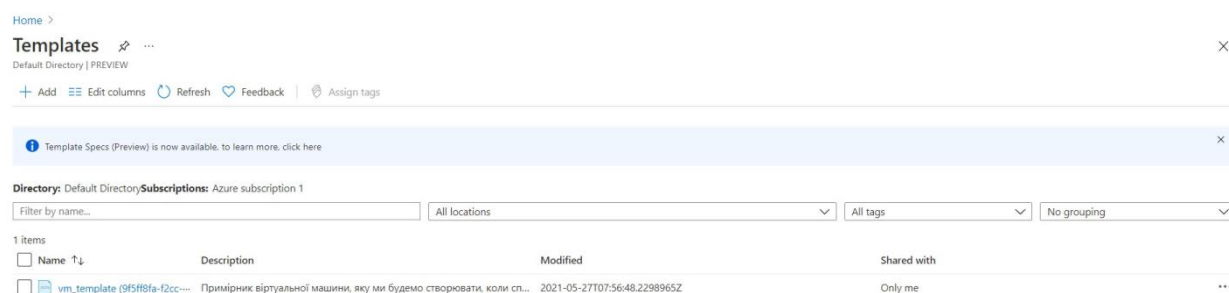 Home >
Templates ...
Default Directory | PREVIEW
+ Add Edit columns Refresh Feedback | Assign tags
Template Specs (Preview) is now available, to learn more, click here
Directory: Default DirectorySubscriptions: Azure subscription 1
Filter by name... All locations All tags No grouping
1 items
Name ↑↓ Description Modified Shared with
vm_template (9f5ff8fa-f2cc-... Примірник віртуальної машини, яку ми будемо створювати, коли сп... 2021-05-27T07:56:48.2298965Z Only me ...